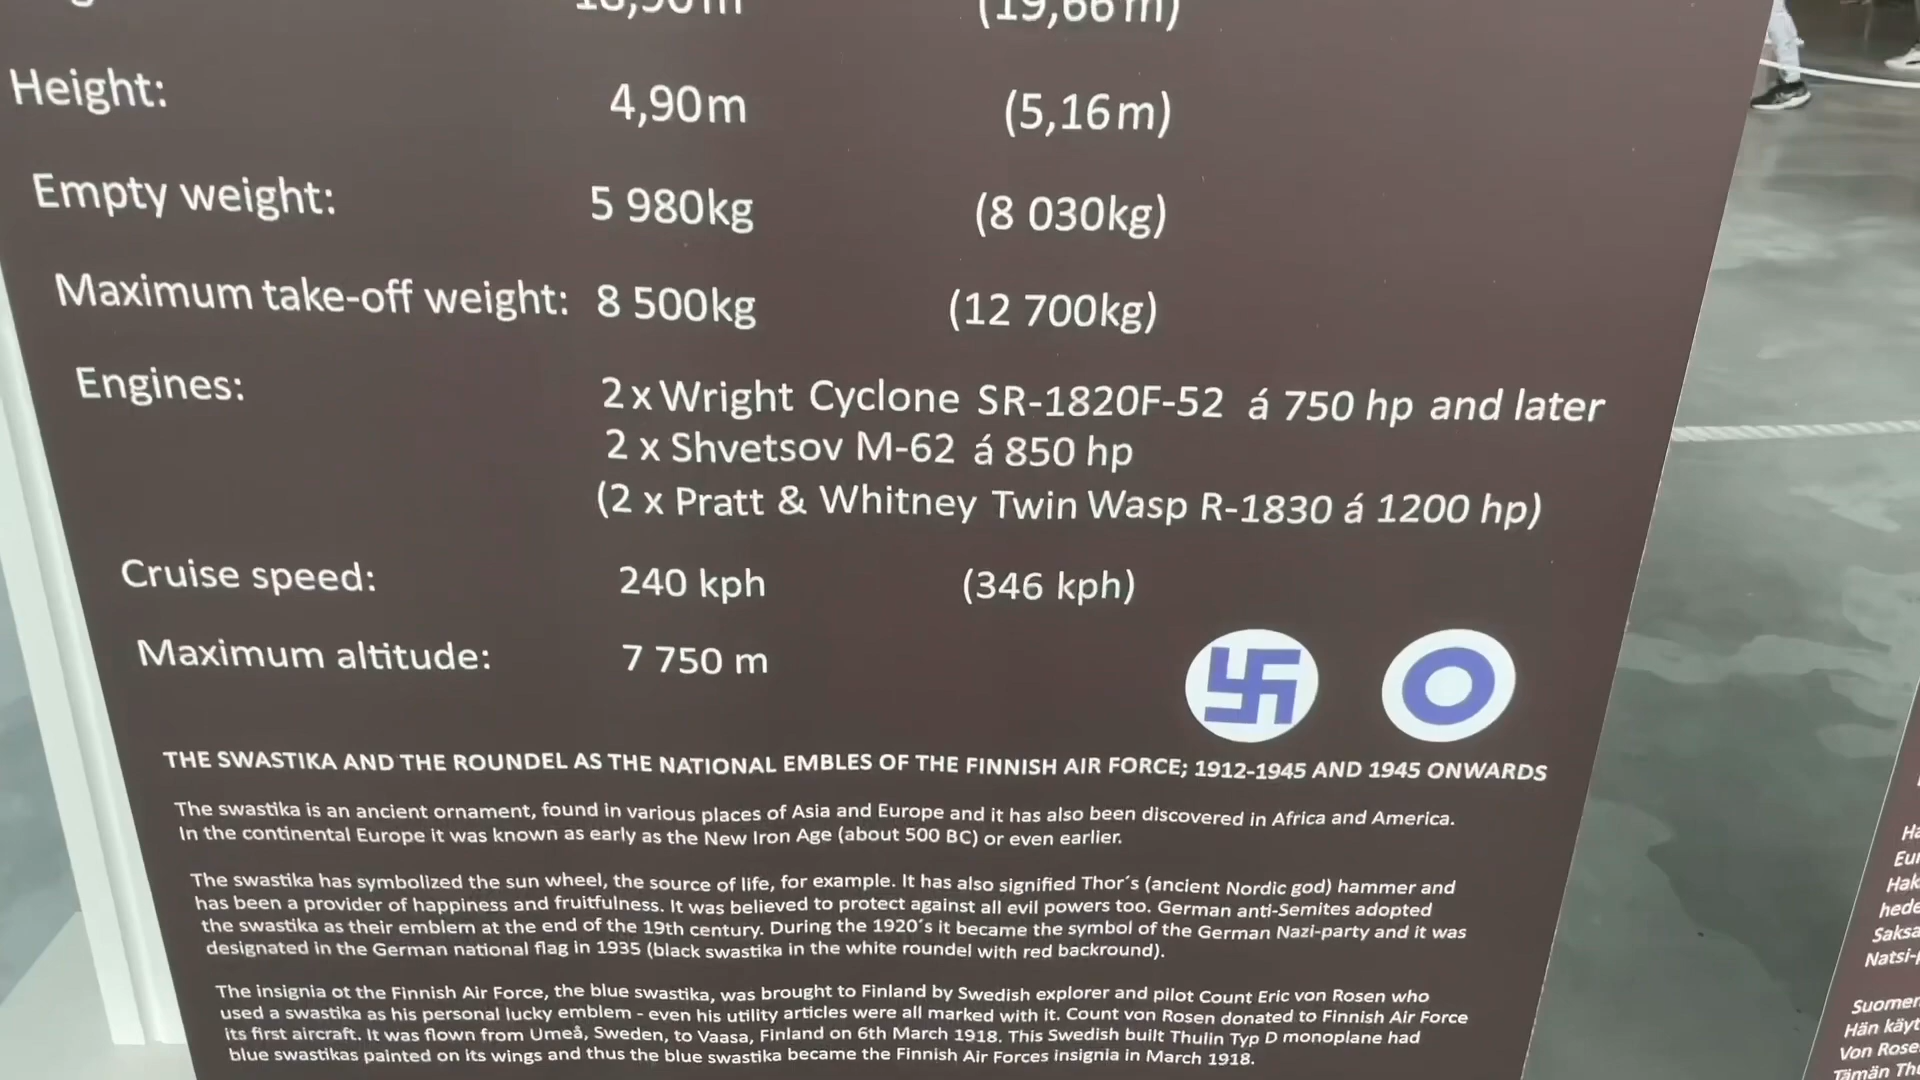 18,90m (19,66m)
Height: 4,90m (5,16m)
Empty weight: 5 980kg (8 030kg)
Maximum take-off weight: 8 500kg (12 700kg)
Engines: 2 x Wright Cyclone SR-1820F-52 á 750 hp and later
2 x Shvetsov M-62 á 850 hp
(2 x Pratt & Whitney Twin Wasp R-1830 á 1200 hp)
Cruise speed: 240 kph (346 kph)
Maximum altitude: 7 750 m
THE SWASTIKA AND THE ROUNDEL AS THE NATIONAL EMBLES OF THE FINNISH AIR FORCE; 1912-1945 AND 1945 ONWARDS
The swastika is an ancient ornament, found in various places of Asia and Europe and it has also been discovered in Africa and America.
In the continental Europe it was known as early as the New Iron Age (about 500 BC) or even earlier.
The swastika has symbolized the sun wheel, the source of life, for example. It has also signified Thor´s (ancient Nordic god) hammer and
has been a provider of happiness and fruitfulness. It was believed to protect against all evil powers too. German anti-Semites adopted
the swastika as their emblem at the end of the 19th century. During the 1920´s it became the symbol of the German Nazi-party and it was
designated in the German national flag in 1935 (black swastika in the white roundel with red backround).
The insignia ot the Finnish Air Force, the blue swastika, was brought to Finland by Swedish explorer and pilot Count Eric von Rosen who
used a swastika as his personal lucky emblem - even his utility articles were all marked with it. Count von Rosen donated to Finnish Air Force
its first aircraft. It was flown from Umeå, Sweden, to Vaasa, Finland on 6th March 1918. This Swedish built Thulin Typ D monoplane had
blue swastikas painted on its wings and thus the blue swastika became the Finnish Air Forces insignia in March 1918.
Saksa
Natsi-
Suomen
Hän käyt
Von Rose
Tämän Thu